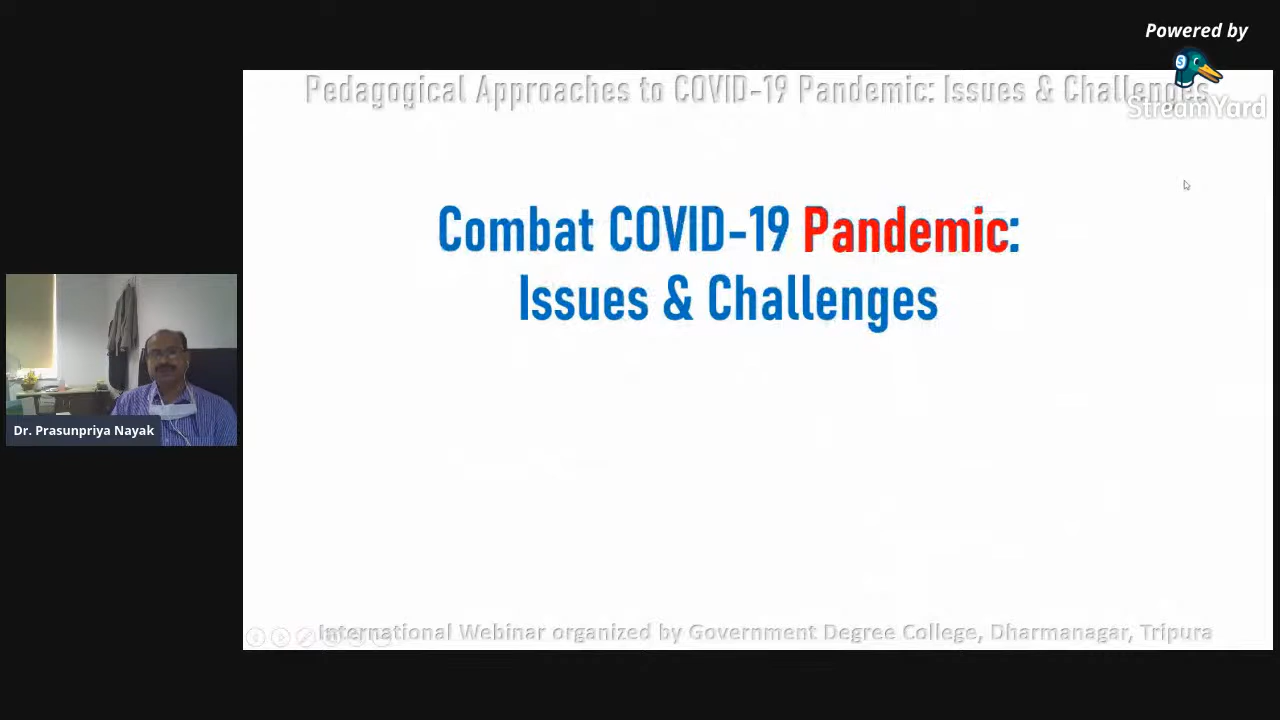 Powered by
StreamYard
Pedagogical Approaches to COVID-19 Pandemic: Issues & Challenges
Combat COVID-19 Pandemic:
Issues & Challenges
Dr. Prasunpriya Nayak
International Webinar organized by Government Degree College, Dharmanagar, Tripura